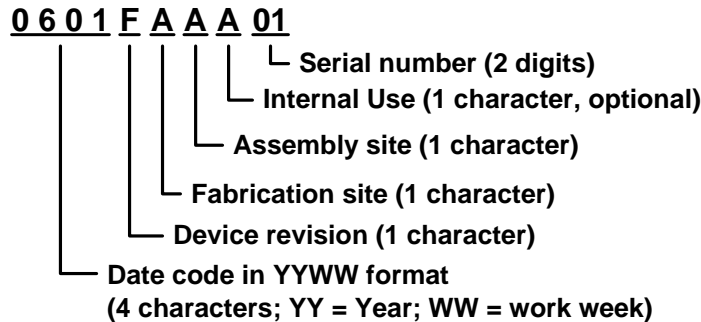 0 6 0 1 F A A A 01
Serial number (2 digits)
Internal Use (1 character, optional)
Assembly site (1 character)
Fabrication site (1 character)
Device revision (1 character)
Date code in YYWW format
(4 characters; YY = Year; WW = work week)